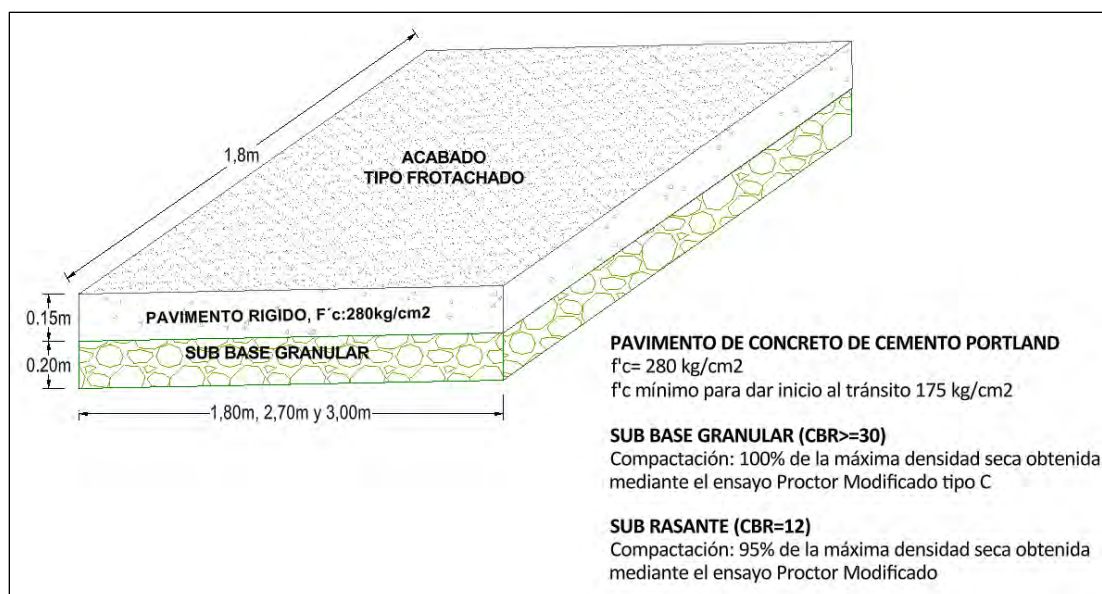 1,8m
ACABADO
TIPO FROTACHADO
0.15m
PAVIMENTO RIGIDO, F´c:280kg/cm2
0.20m
SUB BASE GRANULAR
1,80m, 2,70m y 3,00m
PAVIMENTO DE CONCRETO DE CEMENTO PORTLAND
f'c= 280 kg/cm2
f'c mínimo para dar inicio al tránsito 175 kg/cm2
SUB BASE GRANULAR (CBR>=30)
Compactación: 100% de la máxima densidad seca obtenida
mediante el ensayo Proctor Modificado tipo C
SUB RASANTE (CBR=12)
Compactación: 95% de la máxima densidad seca obtenida
mediante el ensayo Proctor Modificado